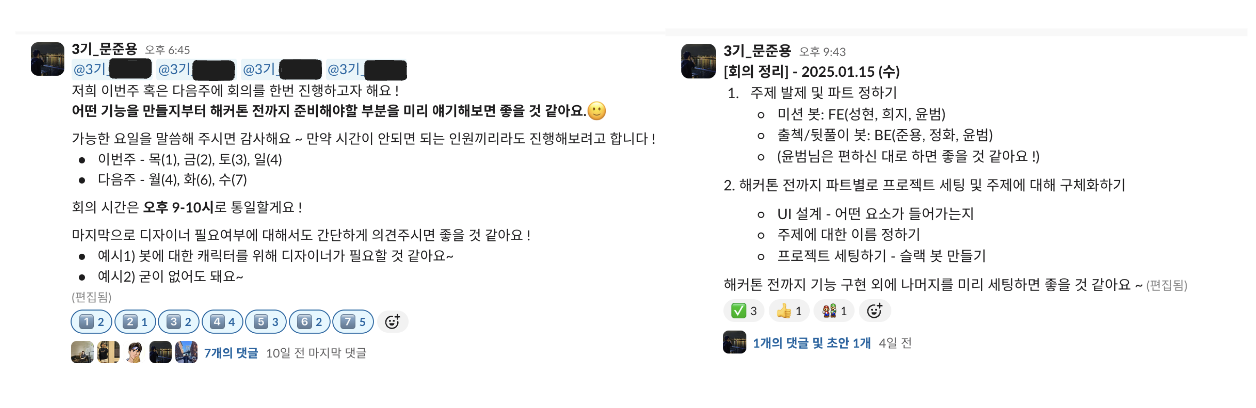 3기_문준용 오후 6:45
@3기_ @3기_ @3기_ @3기_
저희 이번주 혹은 다음주에 회의를 한번 진행하고자 해요 !
어떤 기능을 만들지부터 해커톤 전까지 준비해야할 부분을 미리 얘기해보면 좋을 것 같아요.🙂
가능한 요일을 말씀해 주시면 감사해요 ~ 만약 시간이 안되면 되는 인원끼리라도 진행해보려고 합니다 !
● 이번주 - 목(1), 금(2), 토(3), 일(4)
● 다음주 - 월(4), 화(6), 수(7)
회의 시간은 오후 9-10시로 통일할게요 !
마지막으로 디자이너 필요여부에 대해서도 간단하게 의견주시면 좋을 것 같아요 !
● 예시1) 봇에 대한 캐릭터를 위해 디자이너가 필요할 것 같아요~
● 예시2) 굳이 없어도 돼요~
(편집됨)
1️⃣ 2 2️⃣ 1 3️⃣ 2 4️⃣ 4 5️⃣ 3 6️⃣ 2 7️⃣ 5
7개의 댓글 10일 전 마지막 댓글
3기_문준용 오후 9:43
[회의 정리] - 2025.01.15 (수)
1. 주제 발제 및 파트 정하기
○ 미션 봇: FE(성현, 희지, 윤범)
○ 출첵/뒷풀이 봇: BE(준용, 정화, 윤범)
○ (윤범님은 편하신 대로 하면 좋을 것 같아요 !)
2. 해커톤 전까지 파트별로 프로젝트 세팅 및 주제에 대해 구체화하기
○ UI 설계 - 어떤 요소가 들어가는지
○ 주제에 대한 이름 정하기
○ 프로젝트 세팅하기 - 슬랙 봇 만들기
해커톤 전까지 기능 구현 외에 나머지를 미리 세팅하면 좋을 것 같아요 ~ (편집됨)
✅ 3 👍 1 👫 1
1개의 댓글 및 초안 1개 4일 전